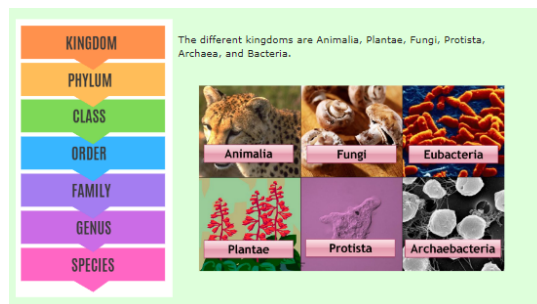 KINGDOM
PHYLUM
CLASS
ORDER
FAMILY
GENUS
SPECIES
The different kingdoms are Animalia, Plantae, Fungi, Protista,
Archaea, and Bacteria.
Animalia
Fungi
Eubacteria
Plantae
Protista
Archaebacteria